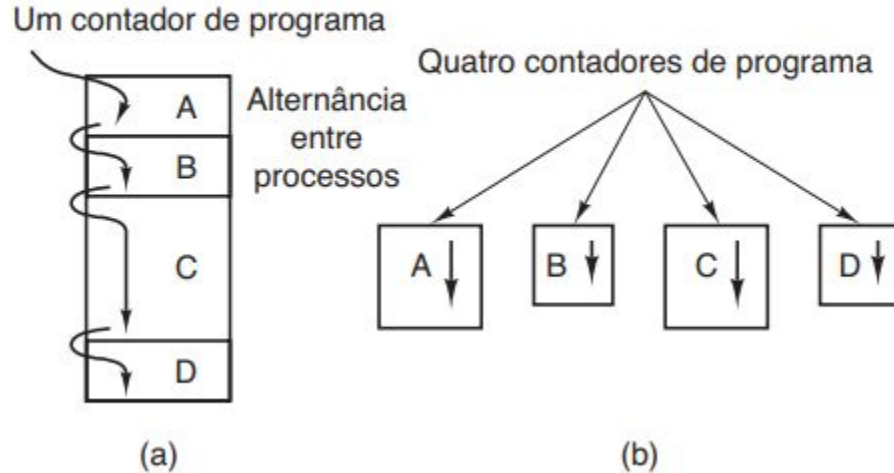 Um contador de programa
A
B
C
D
Alternância
entre
processos
(a)
Quatro contadores de programa
A
B
C
D
(b)